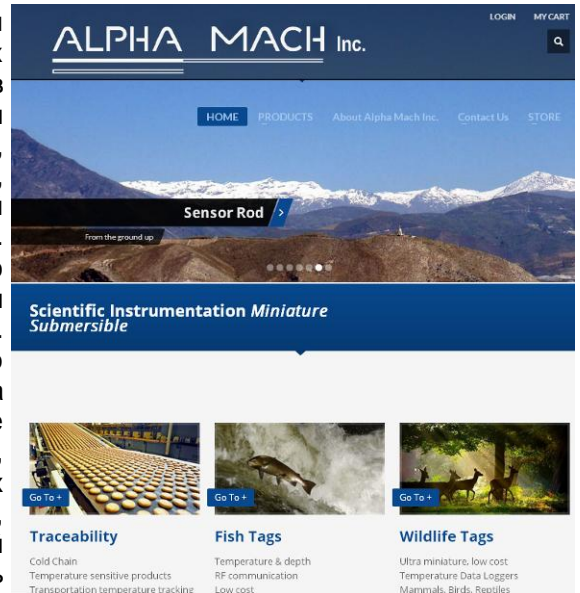 LOGIN MY CART
ALPHA MACH Inc.
HOME PRODUCTS About Alpha Mach Inc. Contact Us STORE
Sensor Rod >
From the ground up
Scientific Instrumentation Miniature
Submersible
Go To +
Go To +
Go To +
Traceability
Cold Chain
Temperature sensitive products
Transportation temperature tracking
Fish Tags
Temperature & depth
RF communication
Low cost
Wildlife Tags
Ultra miniature, low cost
Temperature Data Loggers
Mammals, Birds, Reptiles